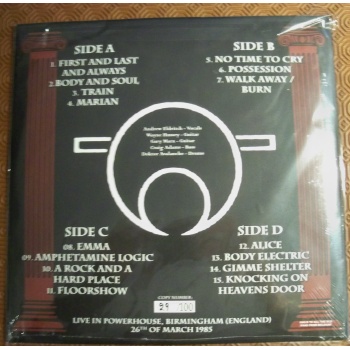 SIDE A
1. FIRST AND LAST
AND ALWAYS
2. BODY AND SOUL
3. TRAIN
4. MARIAN
SIDE B
5. NO TIME TO CRY
6. POSSESSION
7. WALK AWAY /
BURN
Andrew Eldritch - Vocals
Wayne Hussey - Guitar
Gary Marx - Guitar
Craig Adams - Bass
Doktor Avalanche - Drums
SIDE C
08. EMMA
09. AMPHETAMINE LOGIC
10. A ROCK AND A
HARD PLACE
11. FLOORSHOW
SIDE D
12. ALICE
13. BODY ELECTRIC
14. GIMME SHELTER
15. KNOCKING ON
HEAVENS DOOR
COPY NUMBER
LIVE IN POWERHOUSE, BIRMINGHAM (ENGLAND)
26TH OF MARCH 1985